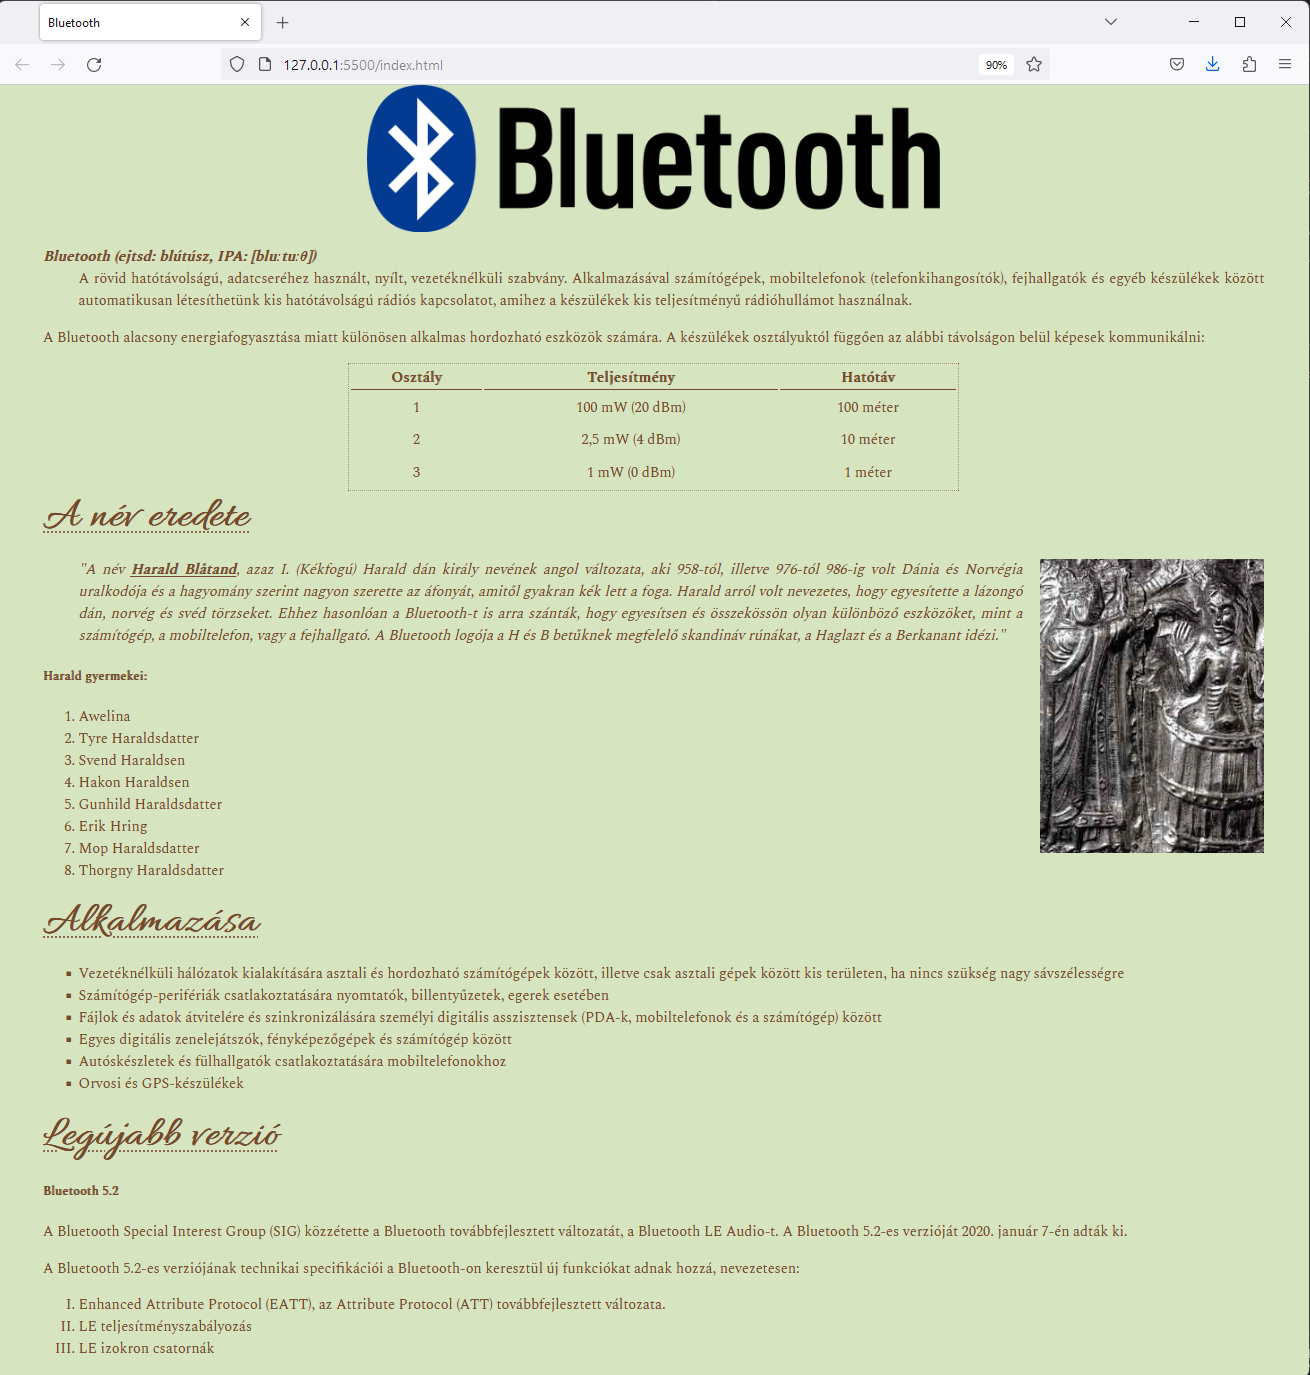 Bluetooth
127.0.0.1:5500/index.html
90%
Bluetooth
Bluetooth (ejtsd: blútúsz, IPA: [bluːtuːθ])
A rövid hatótávolságú, adatcseréhez használt, nyílt, vezetéknélküli szabvány. Alkalmazásával számítógépek, mobiltelefonok (telefonkihangosítók), fejhallgatók és egyéb készülékek között
automatikusan létesíthetünk kis hatótávolságú rádiós kapcsolatot, amihez a készülékek kis teljesítményű rádióhullámot használnak.
A Bluetooth alacsony energiafogyasztása miatt különösen alkalmas hordozható eszközök számára. A készülékek osztályuktól függően az alábbi távolságon belül képesek kommunikálni:
Osztály Teljesítmény Hatótáv
1 100 mW (20 dBm) 100 méter
2 2,5 mW (4 dBm) 10 méter
3 1 mW (0 dBm) 1 méter
A név eredete
"A név Harald Blåtand, azaz I. (Kékfogú) Harald dán király nevének angol változata, aki 958-tól, illetve 976-tól 986-ig volt Dánia és Norvégia
uralkodója és a hagyomány szerint nagyon szerette az áfonyát, amitől gyakran kék lett a foga. Harald arról volt nevezetes, hogy egyesítette a lázongó
dán, norvég és svéd törzseket. Ehhez hasonlóan a Bluetooth-t is arra szánták, hogy egyesítsen és összekössön olyan különböző eszközöket, mint a
számítógép, a mobiltelefon, vagy a fejhallgató. A Bluetooth logója a H és B betűknek megfelelő skandináv rúnákat, a Haglazt és a Berkanant idézi."
Harald gyermekei:
1. Awelina
2. Tyre Haraldsdatter
3. Svend Haraldsen
4. Hakon Haraldsen
5. Gunhild Haraldsdatter
6. Erik Hring
7. Mop Haraldsdatter
8. Thorgny Haraldsdatter
Alkalmazása
▪ Vezetéknélküli hálózatok kialakítására asztali és hordozható számítógépek között, illetve csak asztali gépek között kis területen, ha nincs szükség nagy sávszélességre
▪ Számítógép-perifériák csatlakoztatására nyomtatók, billentyűzetek, egerek esetében
▪ Fájlok és adatok átvitelére és szinkronizálására személyi digitális asszisztensek (PDA-k, mobiltelefonok és a számítógép) között
▪ Egyes digitális zenelejátszók, fényképezőgépek és számítógép között
▪ Autóskészletek és fülhallgatók csatlakoztatására mobiltelefonokhoz
▪ Orvosi és GPS-készülékek
Legújabb verzió
Bluetooth 5.2
A Bluetooth Special Interest Group (SIG) közzétette a Bluetooth továbbfejlesztett változatát, a Bluetooth LE Audio-t. A Bluetooth 5.2-es verzióját 2020. január 7-én adták ki.
A Bluetooth 5.2-es verziójának technikai specifikációi a Bluetooth-on keresztül új funkciókat adnak hozzá, nevezetesen:
I. Enhanced Attribute Protocol (EATT), az Attribute Protocol (ATT) továbbfejlesztett változata.
II. LE teljesítményszabályozás
III. LE izokron csatornák